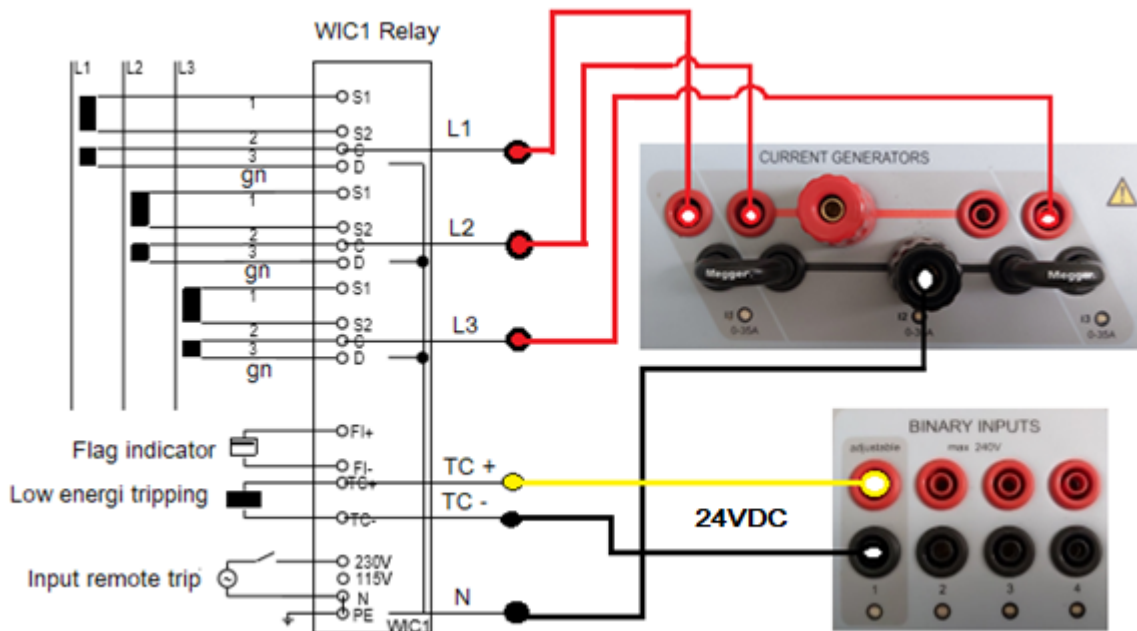 WIC1 Relay
L1
L2
L3
1
S1
2
S2
3
C
gn
D
L1
1
S1
2
S2
3
C
gn
D
L2
1
S1
2
S2
3
C
gn
D
L3
Flag indicator
FI+
FI-
Low energi tripping
TC+
TC-
TC +
TC -
24VDC
Input remote trip
230V
115V
N
PE
WIC1
N
CURRENT GENERATORS
Megger.
Megger.
I1
0-35A
I2
0-35A
I3
0-35A
BINARY INPUTS
adjustable
max 240V
1
2
3
4